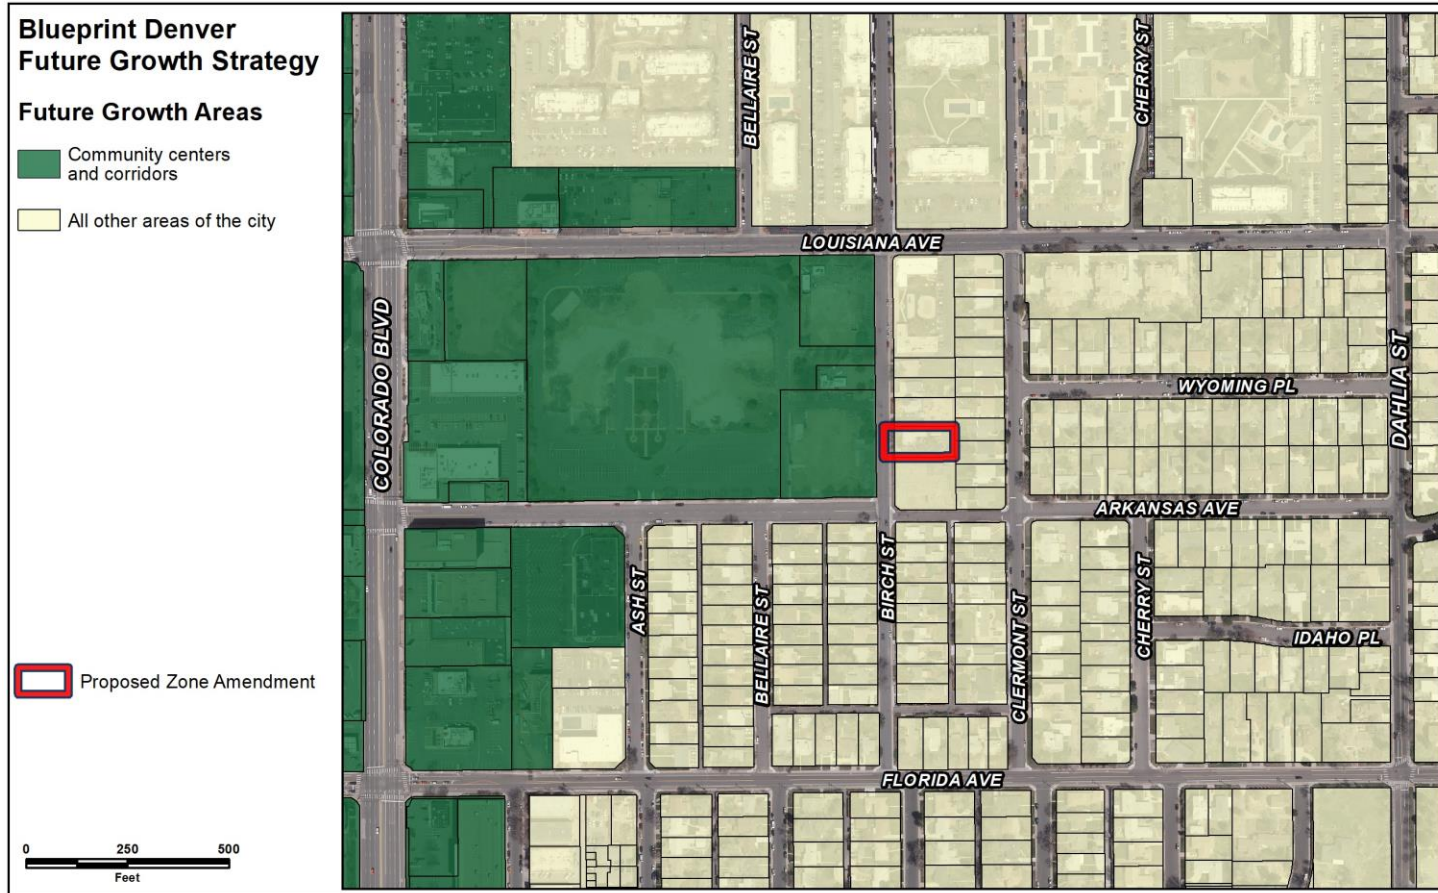 Blueprint Denver
Future Growth Strategy
Future Growth Areas
Community centers
and corridors
All other areas of the city
Proposed Zone Amendment
0 250 500
Feet
BELLAIRE ST
CHERRY ST
LOUISIANA AVE
COLORADO BLVD
WYOMING PL
DAHLIA ST
ARKANSAS AVE
ASH ST
BELLAIRE ST
BIRCH ST
CLERMONT ST
CHERRY ST
IDAHO PL
FLORIDA AVE